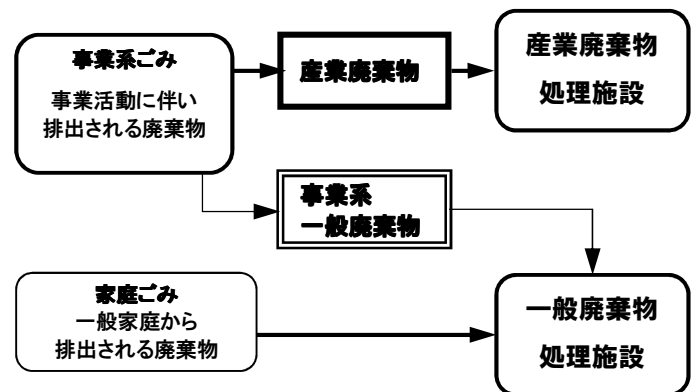 事業系ごみ
事業活動に伴い
排出される廃棄物
産業廃棄物
産業廃棄物
処理施設
事業系
一般廃棄物
家庭ごみ
一般家庭から
排出される廃棄物
一般廃棄物
処理施設